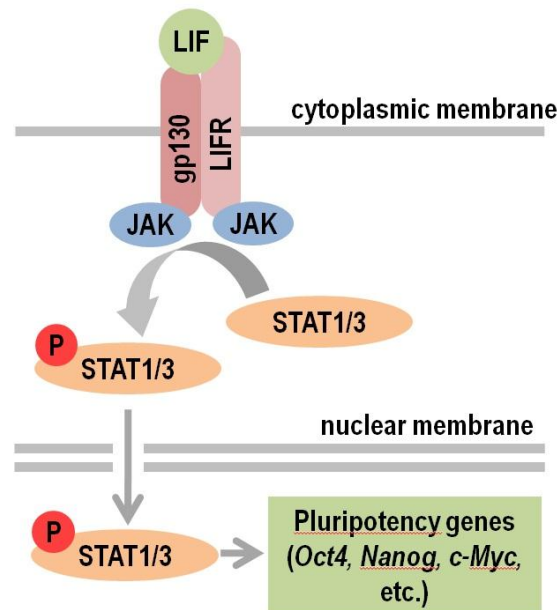 LIF
cytoplasmic membrane
gp130
LIFR
JAK
JAK
STAT1/3
P
STAT1/3
nuclear membrane
P
STAT1/3
Pluripotency genes
(Oct4, Nanog, c-Myc,
etc.)